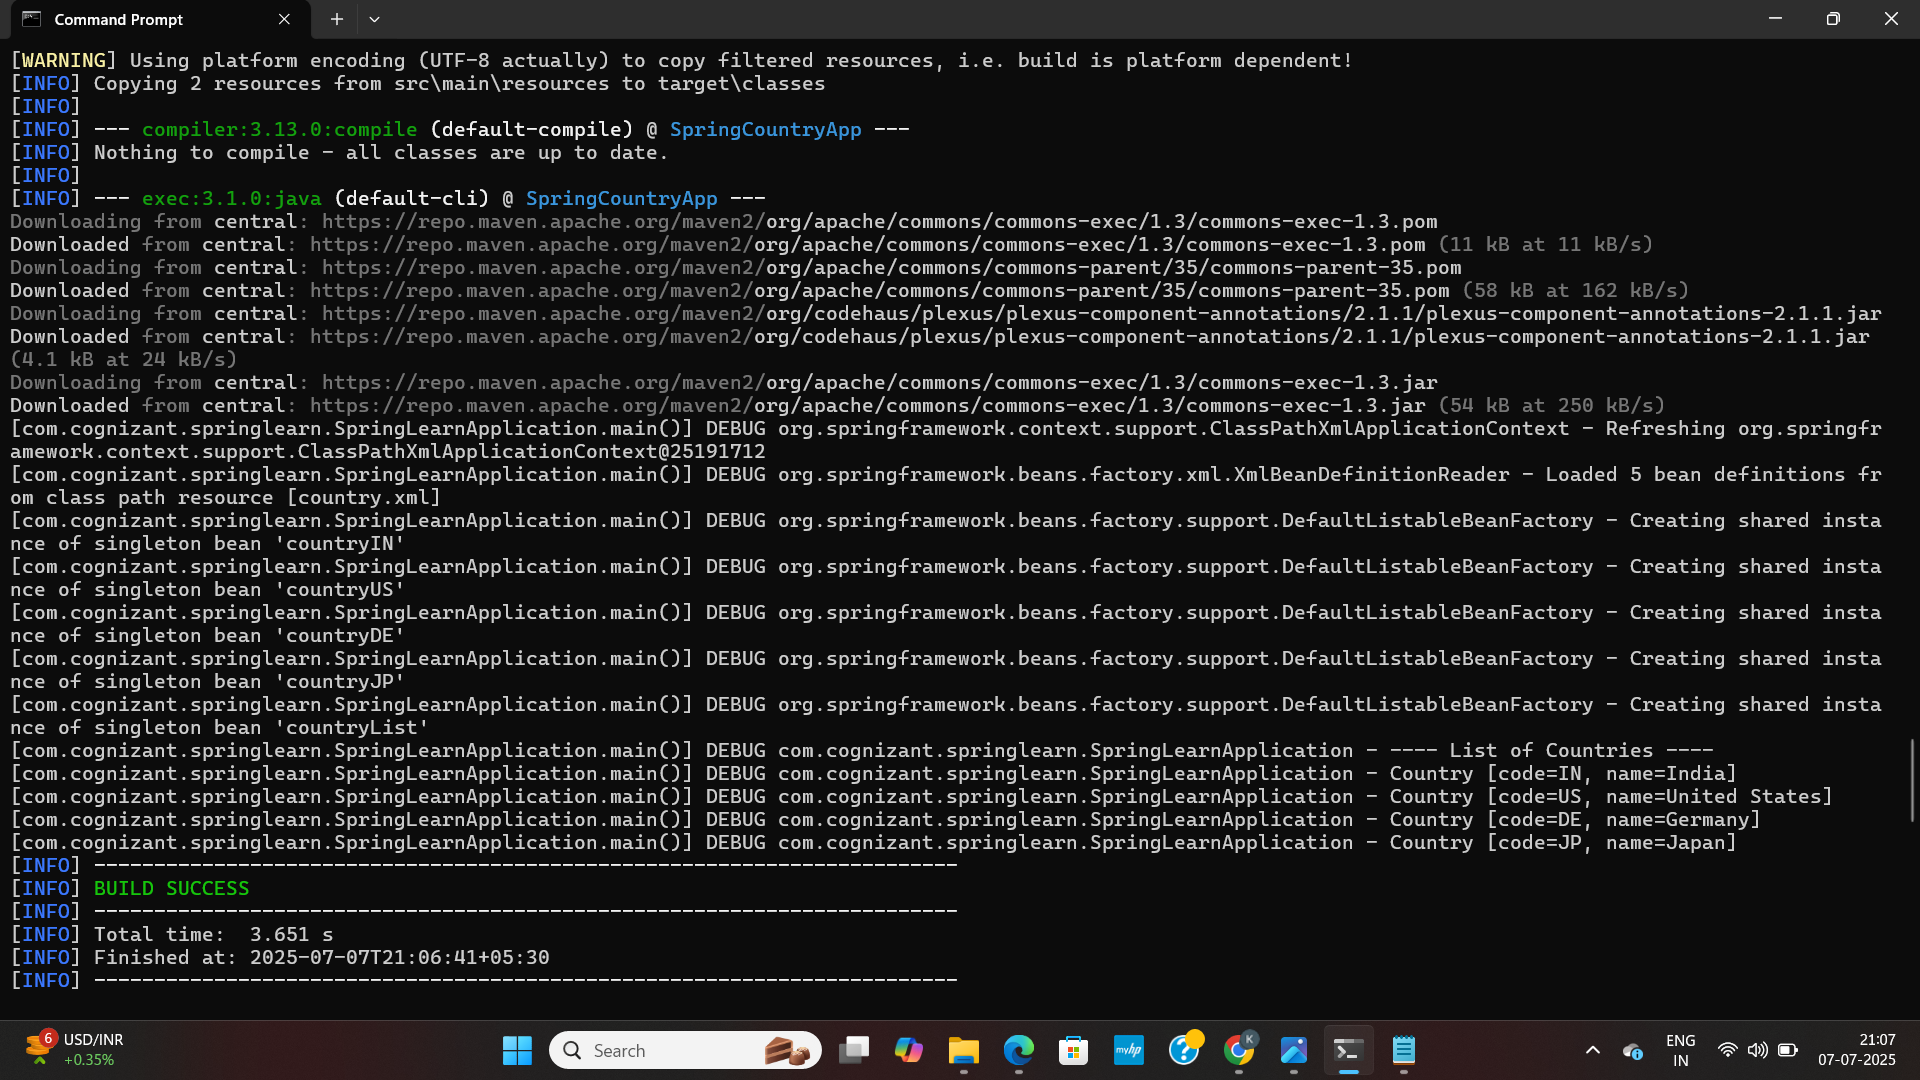 Command Prompt
[WARNING] Using platform encoding (UTF-8 actually) to copy filtered resources, i.e. build is platform dependent!
[INFO] Copying 2 resources from src\main\resources to target\classes
[INFO]
[INFO] --- compiler:3.13.0:compile (default-compile) @ SpringCountryApp ---
[INFO] Nothing to compile - all classes are up to date.
[INFO]
[INFO] --- exec:3.1.0:java (default-cli) @ SpringCountryApp ---
Downloading from central: https://repo.maven.apache.org/maven2/org/apache/commons/commons-exec/1.3/commons-exec-1.3.pom
Downloaded from central: https://repo.maven.apache.org/maven2/org/apache/commons/commons-exec/1.3/commons-exec-1.3.pom (11 kB at 11 kB/s)
Downloading from central: https://repo.maven.apache.org/maven2/org/apache/commons/commons-parent/35/commons-parent-35.pom
Downloaded from central: https://repo.maven.apache.org/maven2/org/apache/commons/commons-parent/35/commons-parent-35.pom (58 kB at 162 kB/s)
Downloading from central: https://repo.maven.apache.org/maven2/org/codehaus/plexus/plexus-component-annotations/2.1.1/plexus-component-annotations-2.1.1.jar
Downloaded from central: https://repo.maven.apache.org/maven2/org/codehaus/plexus/plexus-component-annotations/2.1.1/plexus-component-annotations-2.1.1.jar
(4.1 kB at 24 kB/s)
Downloading from central: https://repo.maven.apache.org/maven2/org/apache/commons/commons-exec/1.3/commons-exec-1.3.jar
Downloaded from central: https://repo.maven.apache.org/maven2/org/apache/commons/commons-exec/1.3/commons-exec-1.3.jar (54 kB at 250 kB/s)
[com.cognizant.springlearn.SpringLearnApplication.main()] DEBUG org.springframework.context.support.ClassPathXmlApplicationContext - Refreshing org.springfr
amework.context.support.ClassPathXmlApplicationContext@25191712
[com.cognizant.springlearn.SpringLearnApplication.main()] DEBUG org.springframework.beans.factory.xml.XmlBeanDefinitionReader - Loaded 5 bean definitions fr
om class path resource [country.xml]
[com.cognizant.springlearn.SpringLearnApplication.main()] DEBUG org.springframework.beans.factory.support.DefaultListableBeanFactory - Creating shared insta
nce of singleton bean 'countryIN'
[com.cognizant.springlearn.SpringLearnApplication.main()] DEBUG org.springframework.beans.factory.support.DefaultListableBeanFactory - Creating shared insta
nce of singleton bean 'countryUS'
[com.cognizant.springlearn.SpringLearnApplication.main()] DEBUG org.springframework.beans.factory.support.DefaultListableBeanFactory - Creating shared insta
nce of singleton bean 'countryDE'
[com.cognizant.springlearn.SpringLearnApplication.main()] DEBUG org.springframework.beans.factory.support.DefaultListableBeanFactory - Creating shared insta
nce of singleton bean 'countryJP'
[com.cognizant.springlearn.SpringLearnApplication.main()] DEBUG org.springframework.beans.factory.support.DefaultListableBeanFactory - Creating shared insta
nce of singleton bean 'countryList'
[com.cognizant.springlearn.SpringLearnApplication.main()] DEBUG com.cognizant.springlearn.SpringLearnApplication - ---- List of Countries ----
[com.cognizant.springlearn.SpringLearnApplication.main()] DEBUG com.cognizant.springlearn.SpringLearnApplication - Country [code=IN, name=India]
[com.cognizant.springlearn.SpringLearnApplication.main()] DEBUG com.cognizant.springlearn.SpringLearnApplication - Country [code=US, name=United States]
[com.cognizant.springlearn.SpringLearnApplication.main()] DEBUG com.cognizant.springlearn.SpringLearnApplication - Country [code=DE, name=Germany]
[com.cognizant.springlearn.SpringLearnApplication.main()] DEBUG com.cognizant.springlearn.SpringLearnApplication - Country [code=JP, name=Japan]
[INFO] ------------------------------------------------------------------------
[INFO] BUILD SUCCESS
[INFO] ------------------------------------------------------------------------
[INFO] Total time:  3.651 s
[INFO] Finished at: 2025-07-07T21:06:41+05:30
[INFO] ------------------------------------------------------------------------
6 USD/INR
+0.35%
Search
myhp
K
ENG
IN
21:07
07-07-2025